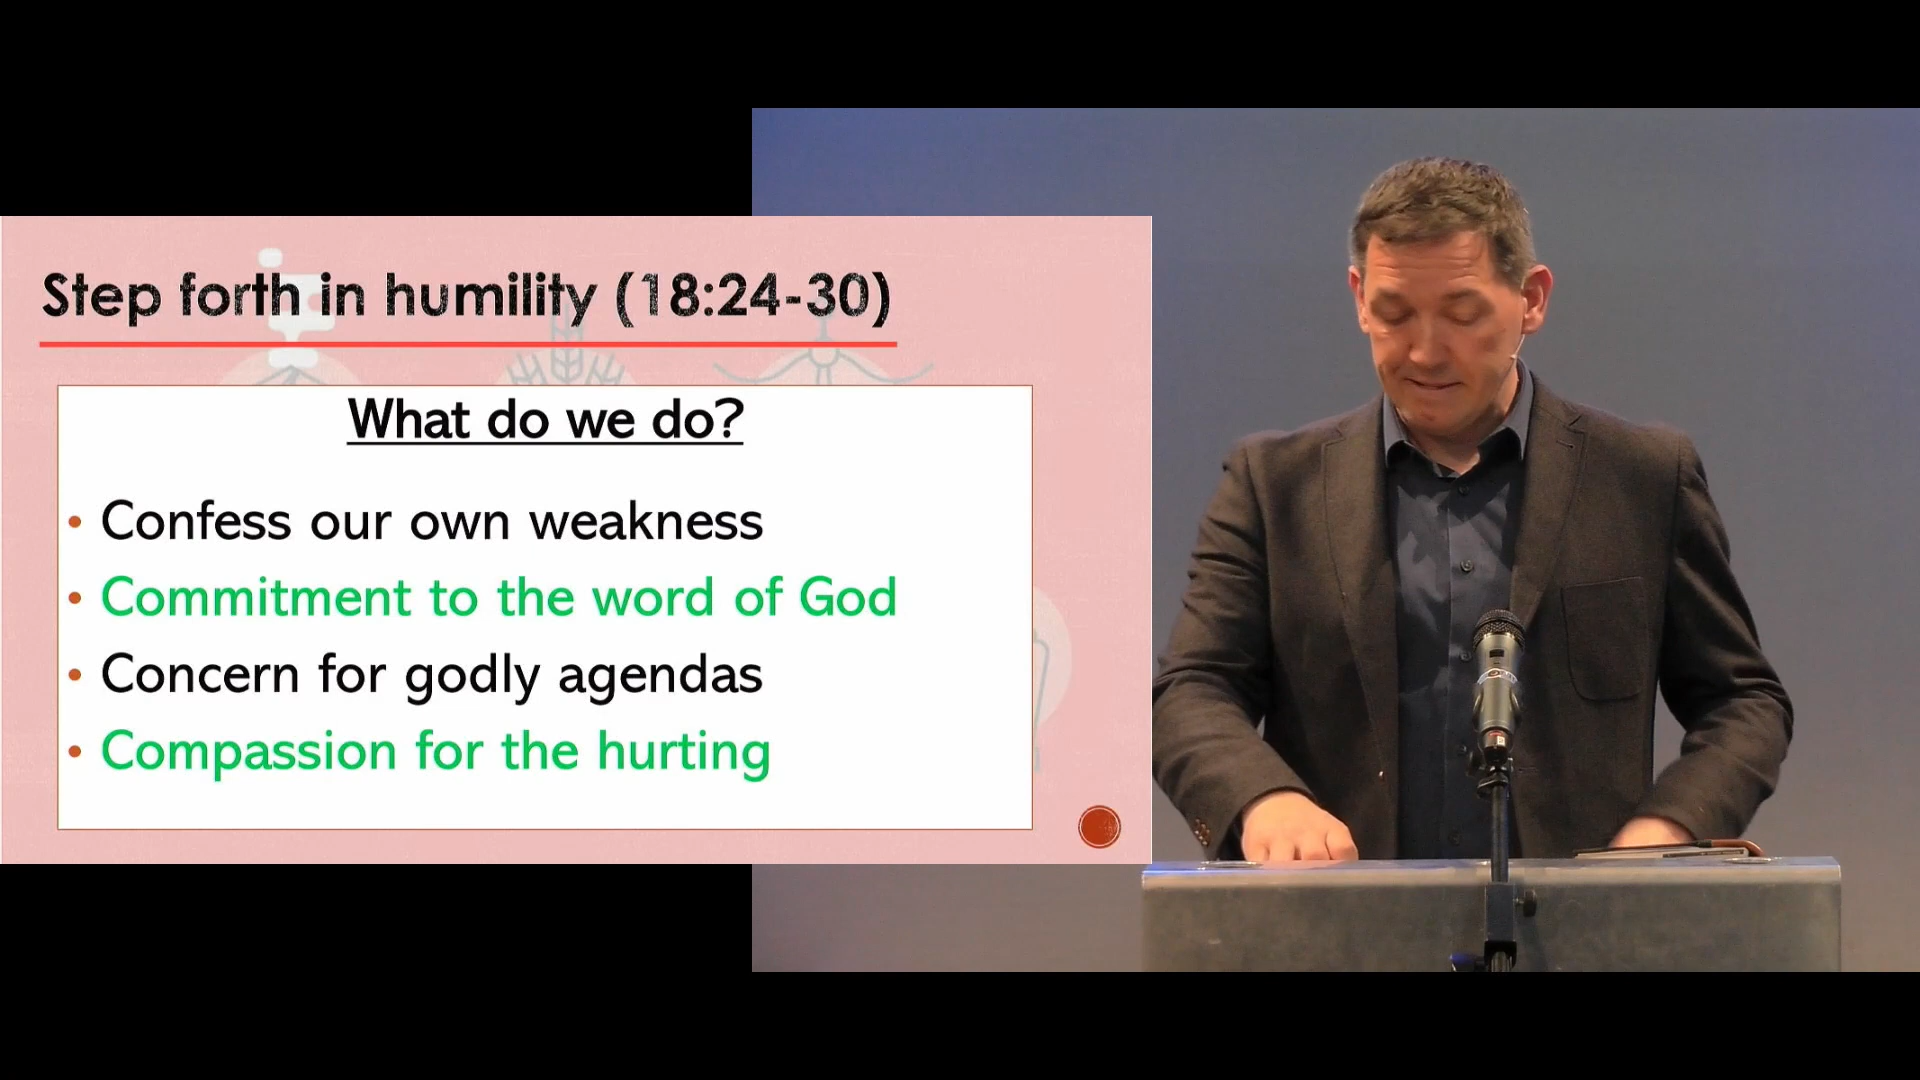 Step forth in humility (18:24-30)
What do we do?
• Confess our own weakness
• Commitment to the word of God
• Concern for godly agendas
• Compassion for the hurting